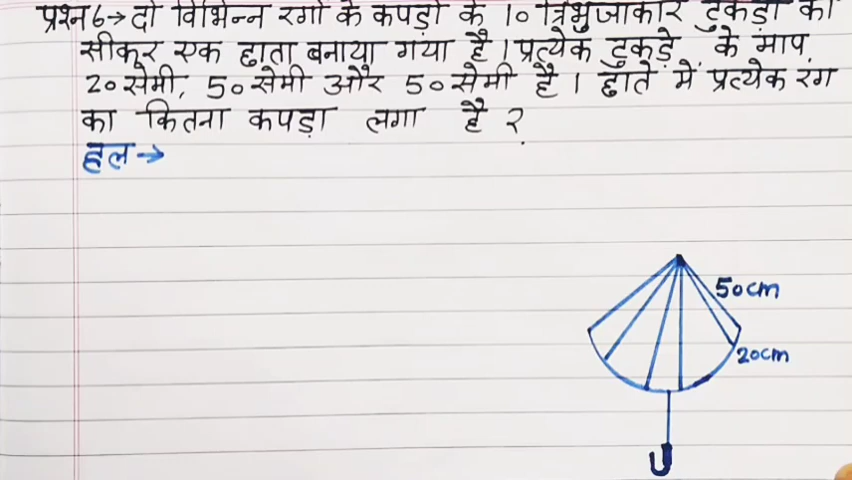 प्रश्न 6→ दो विभिन्न रंगों के कपड़ों के 10 त्रिभुजाकार टुकड़ों को
सीकर एक छाता बनाया गया है। प्रत्येक टुकड़े के माप
20 सेमी, 50 सेमी और 50 सेमी है। छाते में प्रत्येक रंग
का कितना कपड़ा लगा है?
हल→
50cm
20cm